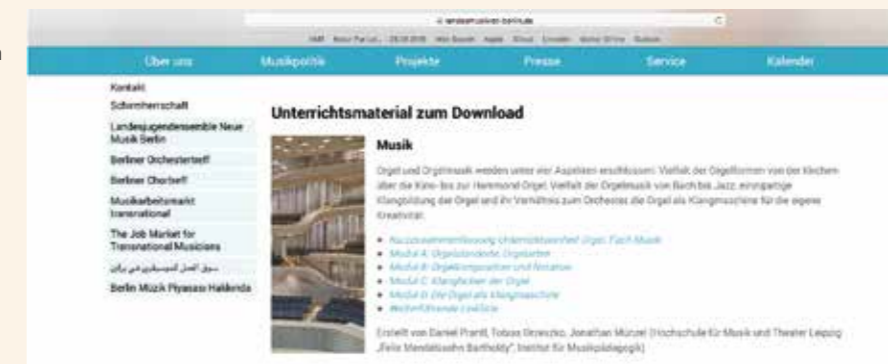 landesmusikrat-berlin.de
Über uns Musikpolitik Projekte Presse Service Kalender
Kontakt
Schirmherrschaft
Landesjugendensemble Neue
Musik Berlin
Berliner Orchestertreff
Berliner Chortreff
Musikarbeitsmarkt
transnational
The Job Market for
Transnational Musicians
سوق العمل للموسيقيين في برلين
Berlin Müzik Piyasası Hakkında
Unterrichtsmaterial zum Download
Musik
Orgel und Orgelmusik werden unter vier Aspekten erschlossen: Vielfalt der Orgelformen von der Kirchen-
über die Kino- bis zur Hammond-Orgel, Vielfalt der Orgelmusik von Bach bis Jazz, einzigartige
Klangbildung der Orgel und ihr Verhältnis zum Orchester, die Orgel als Klangmaschine für die eigene
Kreativität.
Kurzzusammenfassung Unterrichtseinheit Orgel, Fach Musik
Modul A: Orgelstandorte, Orgelarten
Modul B: Orgelkomposition und Notation
Modul C: Klangfarben der Orgel
Modul D: Die Orgel als Klangmaschine
Weiterführende Linkliste
Erstellt von Daniel Prantl, Tobias Orzeszko, Jonathan Münzel (Hochschule für Musik und Theater Leipzig
„Felix Mendelssohn Bartholdy", Institut für Musikpädagogik)